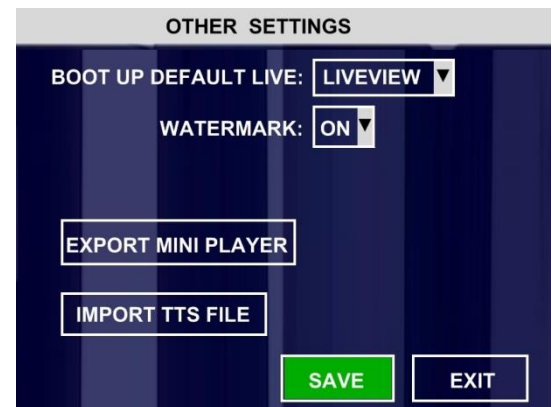 OTHER SETTINGS
BOOT UP DEFAULT LIVE: LIVEVIEW
WATERMARK: ON
EXPORT MINI PLAYER
IMPORT TTS FILE
SAVE EXIT